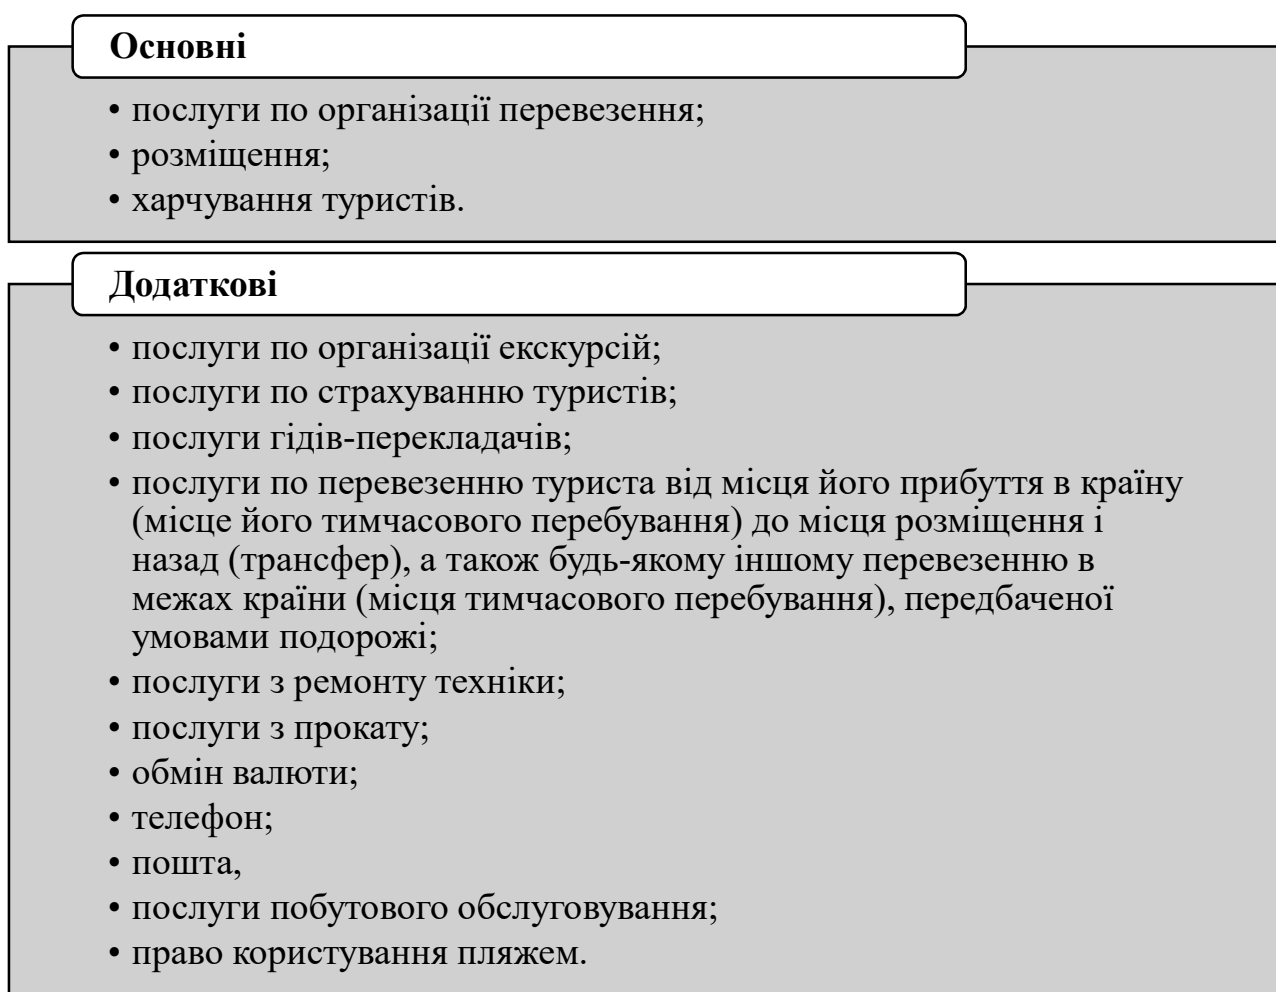 Основні
• послуги по організації перевезення;
• розміщення;
• харчування туристів.
Додаткові
• послуги по організації екскурсій;
• послуги по страхуванню туристів;
• послуги гідів-перекладачів;
• послуги по перевезенню туриста від місця його прибуття в країну
(місце його тимчасового перебування) до місця розміщення і
назад (трансфер), а також будь-якому іншому перевезенню в
межах країни (місця тимчасового перебування), передбаченої
умовами подорожі;
• послуги з ремонту техніки;
• послуги з прокату;
• обмін валюти;
• телефон;
• пошта,
• послуги побутового обслуговування;
• право користування пляжем.